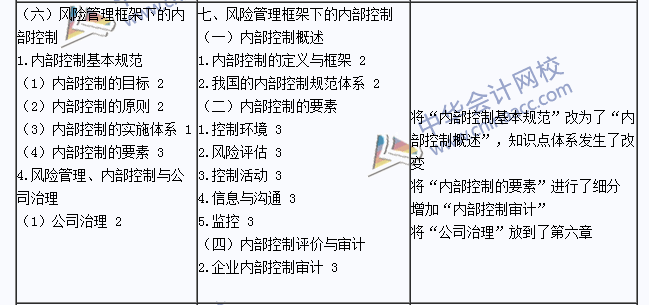 （六）风险管理框架下的内
部控制
1.内部控制基本规范
（1）内部控制的目标 2
（2）内部控制的原则 2
（3）内部控制的实施体系 1
（4）内部控制的要素 3
4.风险管理、内部控制与公
司治理
（1）公司治理 2
七、风险管理框架下的内部控制
（一）内部控制概述
1.内部控制的定义与框架 2
2.我国的内部控制规范体系 2
（二）内部控制的要素
1.控制环境 3
2.风险评估 3
3.控制活动 3
4.信息与沟通 3
5.监控 3
（四）内部控制评价与审计
2.企业内部控制审计 3
将“内部控制基本规范”改为了“内
部控制概述”，知识点体系发生了改
变
将“内部控制的要素”进行了细分
增加“内部控制审计”
将“公司治理”放到了第六章
中华会计网校
www.chinaacc.com